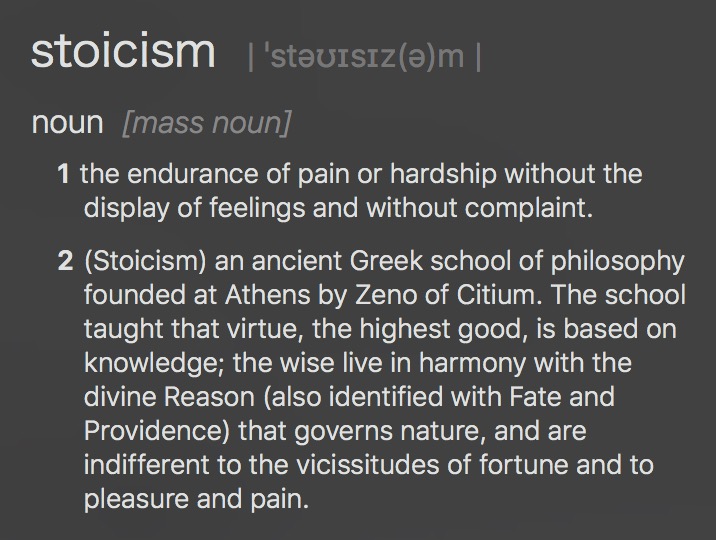 stoicism | ˈstəʊɪsɪz(ə)m |
noun [mass noun]
1 the endurance of pain or hardship without the
display of feelings and without complaint.
2 (Stoicism) an ancient Greek school of philosophy
founded at Athens by Zeno of Citium. The school
taught that virtue, the highest good, is based on
knowledge; the wise live in harmony with the
divine Reason (also identified with Fate and
Providence) that governs nature, and are
indifferent to the vicissitudes of fortune and to
pleasure and pain.